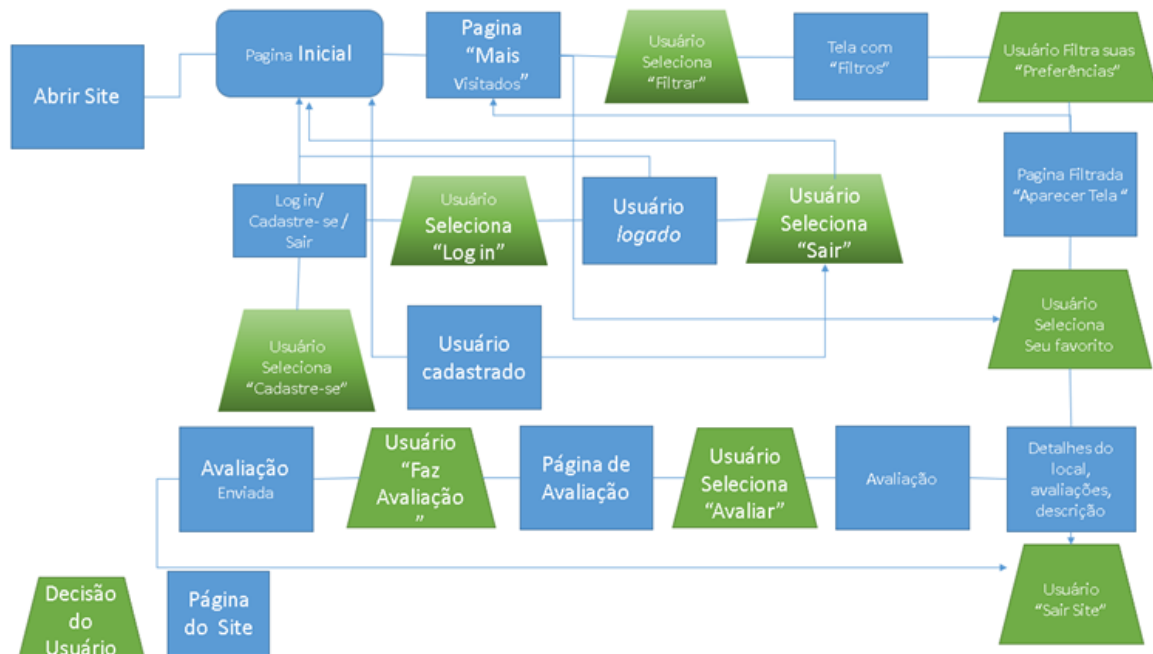 Abrir Site
Pagina Inicial
Pagina
“Mais
Visitados”
Usuário
Seleciona
“Filtrar”
Tela com
“Filtros”
Usuário Filtra suas
“Preferências”
Log in/
Cadastre- se /
Sair
Usuário
Seleciona
“Log in”
Usuário
logado
Usuário
Seleciona
“Sair”
Pagina Filtrada
“Aparecer Tela “
Usuário
Seleciona
“Cadastre-se”
Usuário
cadastrado
Usuário
Seleciona
Seu favorito
Avaliação
Enviada
Usuário
“Faz
Avaliação
”
Página de
Avaliação
Usuário
Seleciona
“Avaliar”
Avaliação
Detalhes do
local,
avaliações,
descrição
Usuário
“Sair Site”
Decisão
do
Usuário
Página
do Site